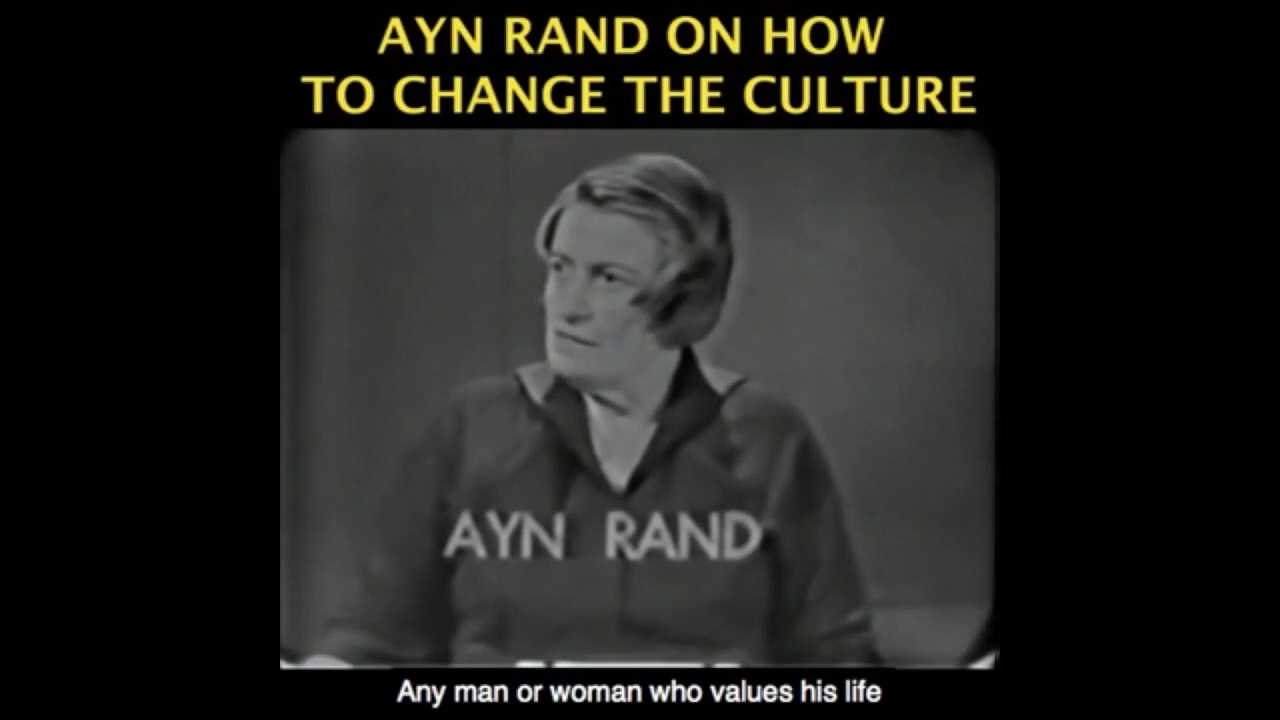 AYN RAND ON HOW
TO CHANGE THE CULTURE
AYN RAND
Any man or woman who values his life